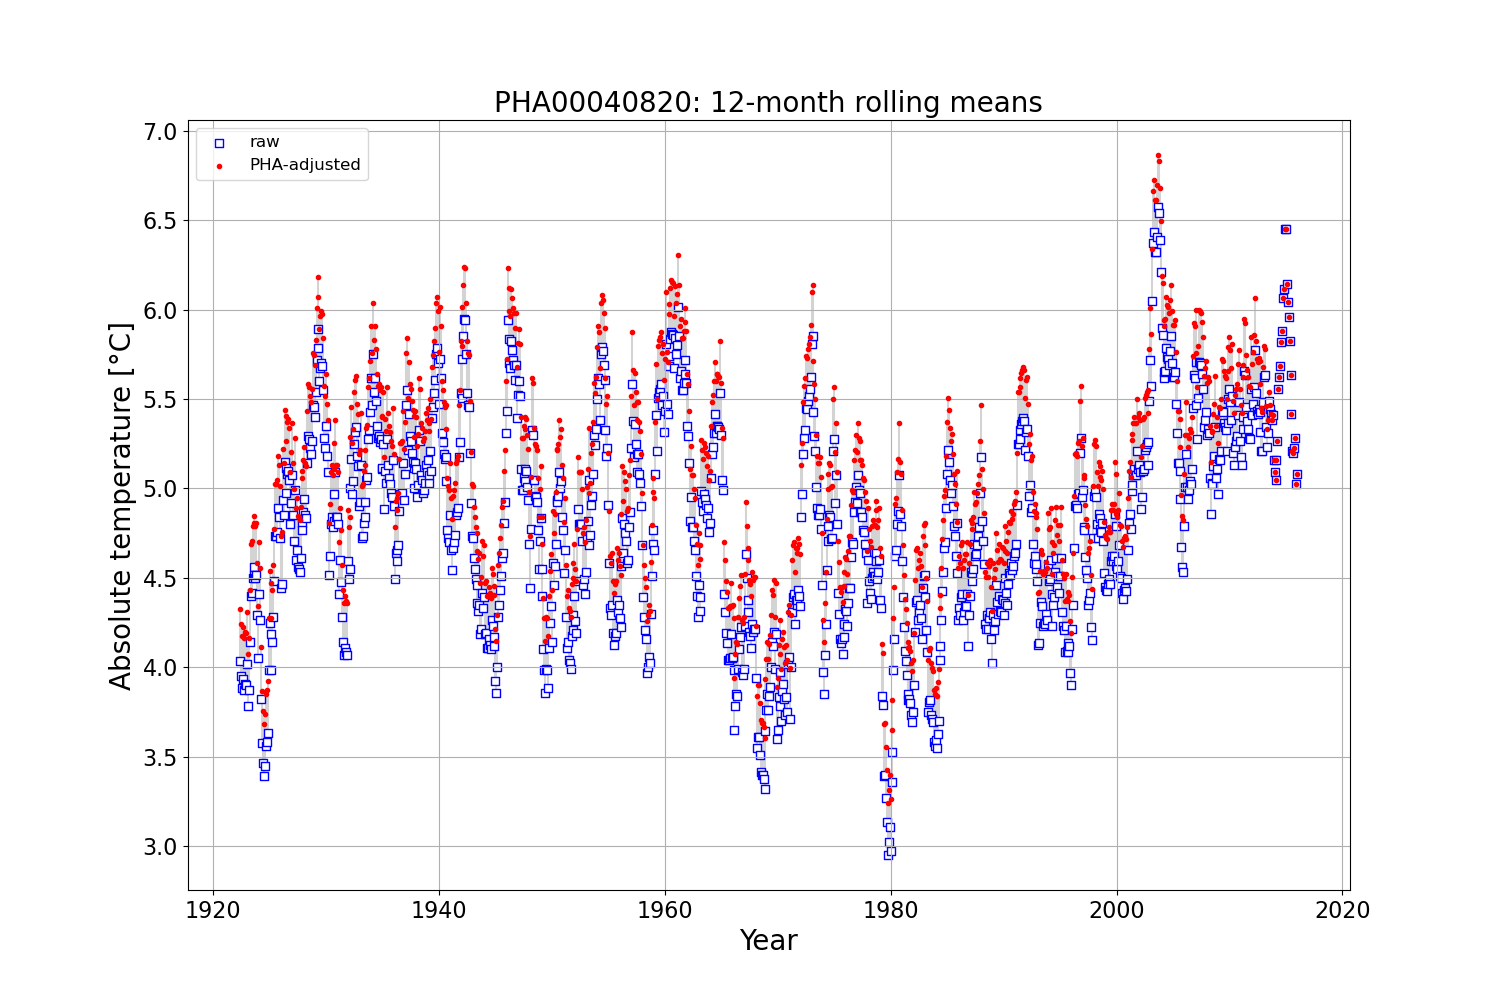 PHA00040820: 12-month rolling means
raw
PHA-adjusted
Absolute temperature [°C]
7.0
6.5
6.0
5.5
5.0
4.5
4.0
3.5
3.0
1920 1940 1960 1980 2000 2020
Year